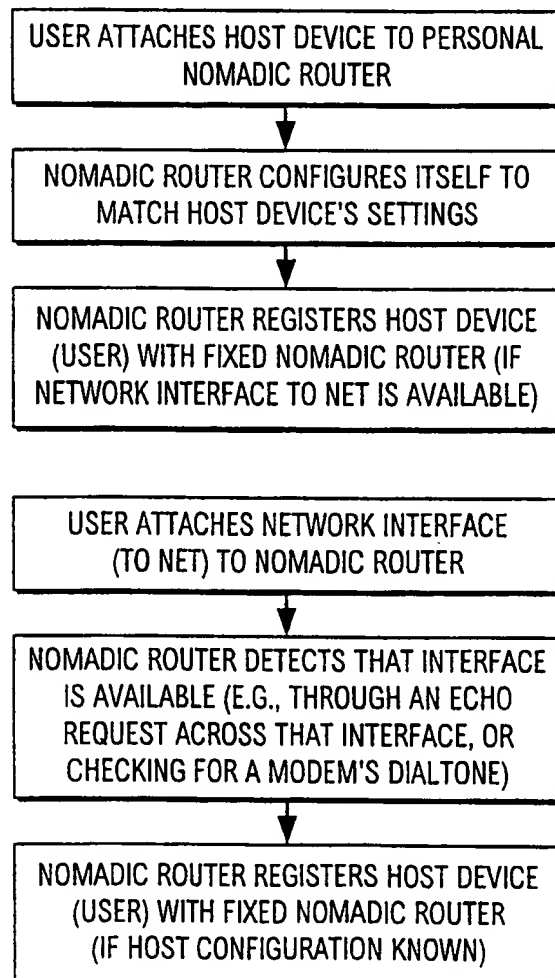 USER ATTACHES HOST DEVICE TO PERSONAL
NOMADIC ROUTER
NOMADIC ROUTER CONFIGURES ITSELF TO
MATCH HOST DEVICE'S SETTINGS
NOMADIC ROUTER REGISTERS HOST DEVICE
(USER) WITH FIXED NOMADIC ROUTER (IF
NETWORK INTERFACE TO NET IS AVAILABLE)
USER ATTACHES NETWORK INTERFACE
(TO NET) TO NOMADIC ROUTER
NOMADIC ROUTER DETECTS THAT INTERFACE
IS AVAILABLE (E.G., THROUGH AN ECHO
REQUEST ACROSS THAT INTERFACE, OR
CHECKING FOR A MODEM'S DIALTONE)
NOMADIC ROUTER REGISTERS HOST DEVICE
(USER) WITH FIXED NOMADIC ROUTER
(IF HOST CONFIGURATION KNOWN)